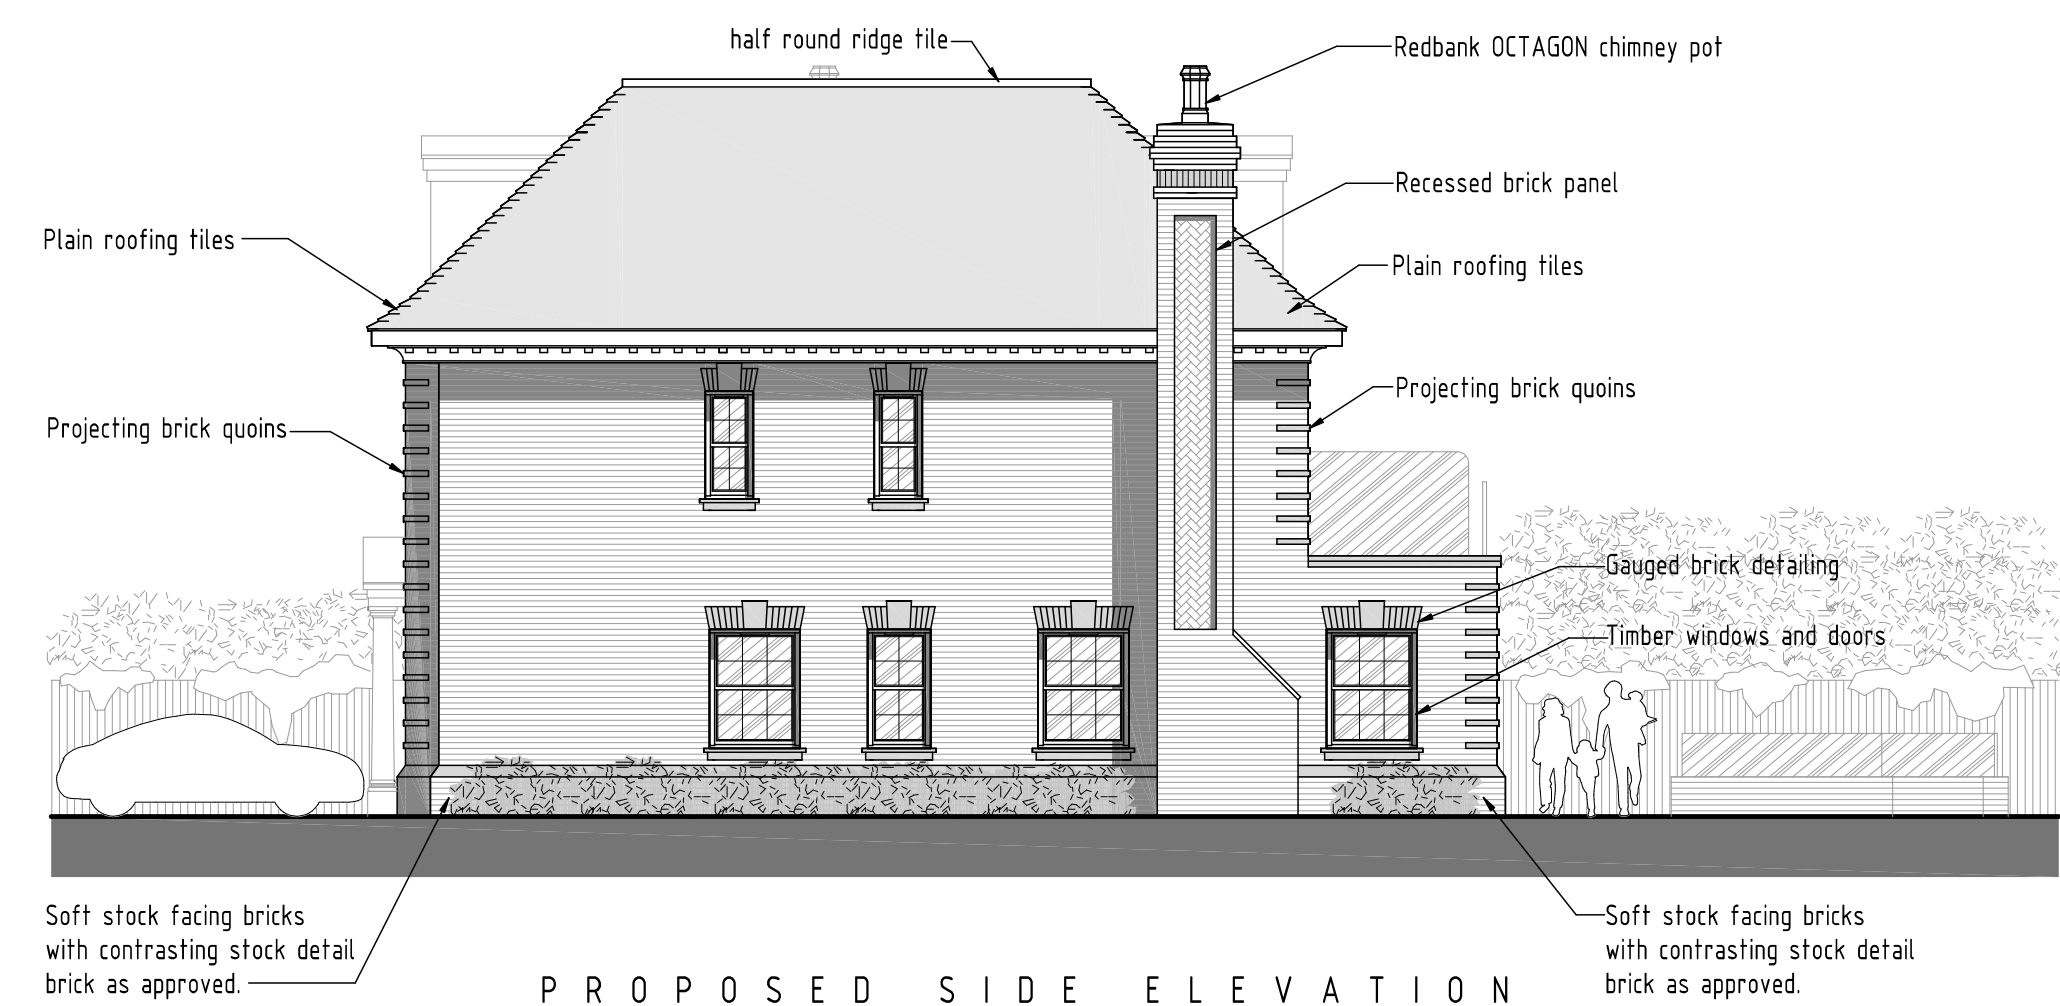 half round ridge tile
Redbank OCTAGON chimney pot
Recessed brick panel
Plain roofing tiles
Plain roofing tiles
Projecting brick quoins
Projecting brick quoins
Gauged brick detailing
Timber windows and doors
Soft stock facing bricks
with contrasting stock detail
brick as approved.
Soft stock facing bricks
with contrasting stock detail
brick as approved.
PROPOSED SIDE ELEVATION